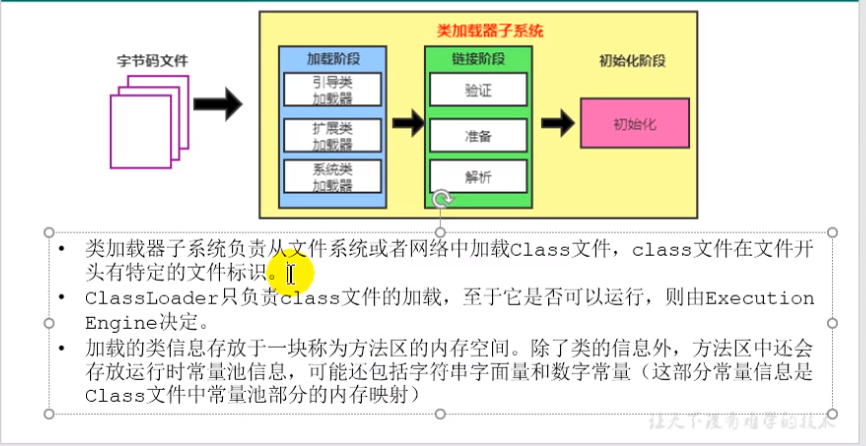 类加载器子系统
字节码文件
加载阶段
引导类
加载器
扩展类
加载器
系统类
加载器
链接阶段
验证
准备
解析
初始化阶段
初始化
• 类加载器子系统负责从文件系统或者网络中加载Class文件，class文件在文件开
头有特定的文件标识。
• ClassLoader只负责class文件的加载，至于它是否可以运行，则由Execution
Engine决定。
• 加载的类信息存放于一块称为方法区的内存空间。除了类的信息外，方法区中还会
存放运行时常量池信息，可能还包括字符串字面量和数字常量（这部分常量信息是
Class文件中常量池部分的内存映射）
让天下没有难学的技术